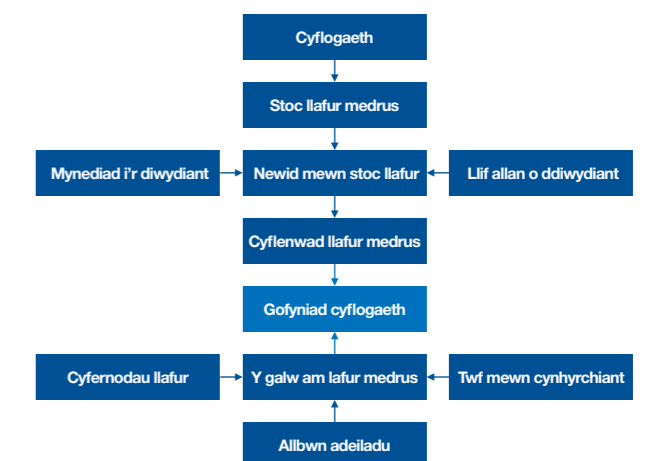 Cyflogaeth
Stoc llafur medrus
Mynediad i'r diwydiant
Newid mewn stoc llafur
Llif allan o ddiwydiant
Cyflenwad llafur medrus
Gofyniad cyflogaeth
Cyfernodau llafur
Y galw am lafur medrus
Twf mewn cynhyrchiant
Allbwn adeiladu